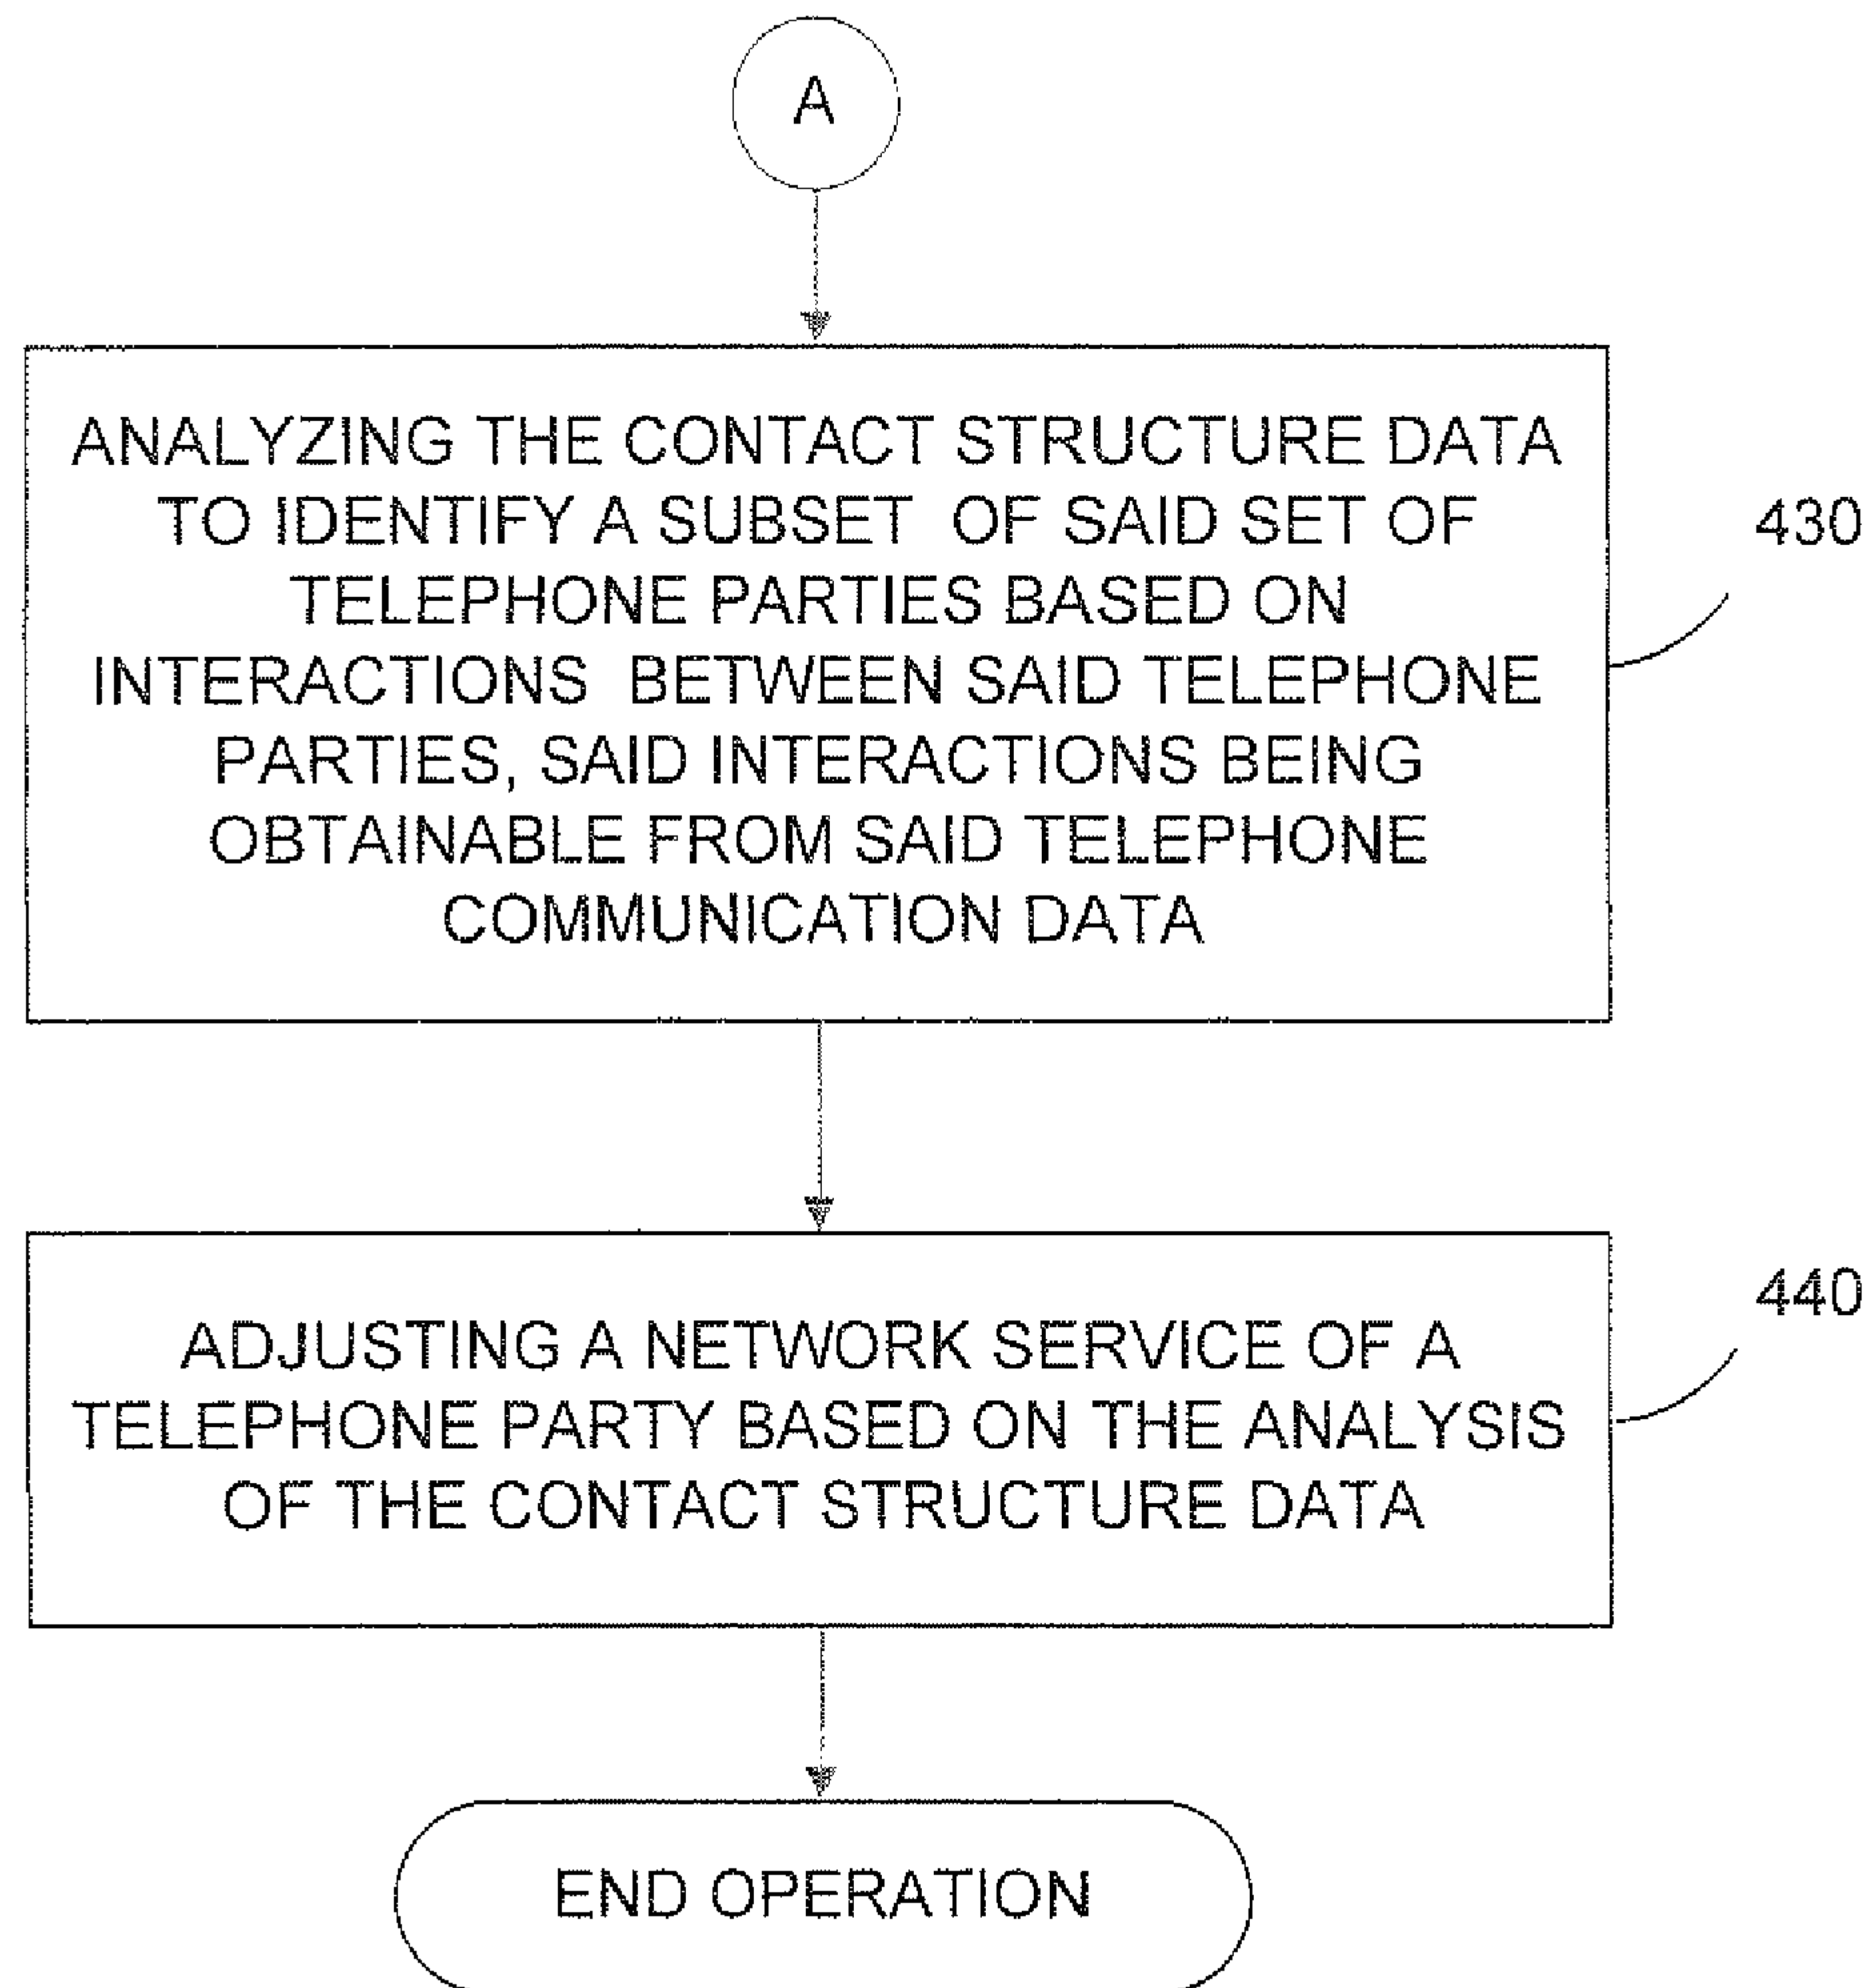 A
ANALYZING THE CONTACT STRUCTURE DATA
TO IDENTIFY A SUBSET OF SAID SET OF
TELEPHONE PARTIES BASED ON
INTERACTIONS BETWEEN SAID TELEPHONE
PARTIES, SAID INTERACTIONS BEING
OBTAINABLE FROM SAID TELEPHONE
COMMUNICATION DATA
430
ADJUSTING A NETWORK SERVICE OF A
TELEPHONE PARTY BASED ON THE ANALYSIS
OF THE CONTACT STRUCTURE DATA
440
END OPERATION